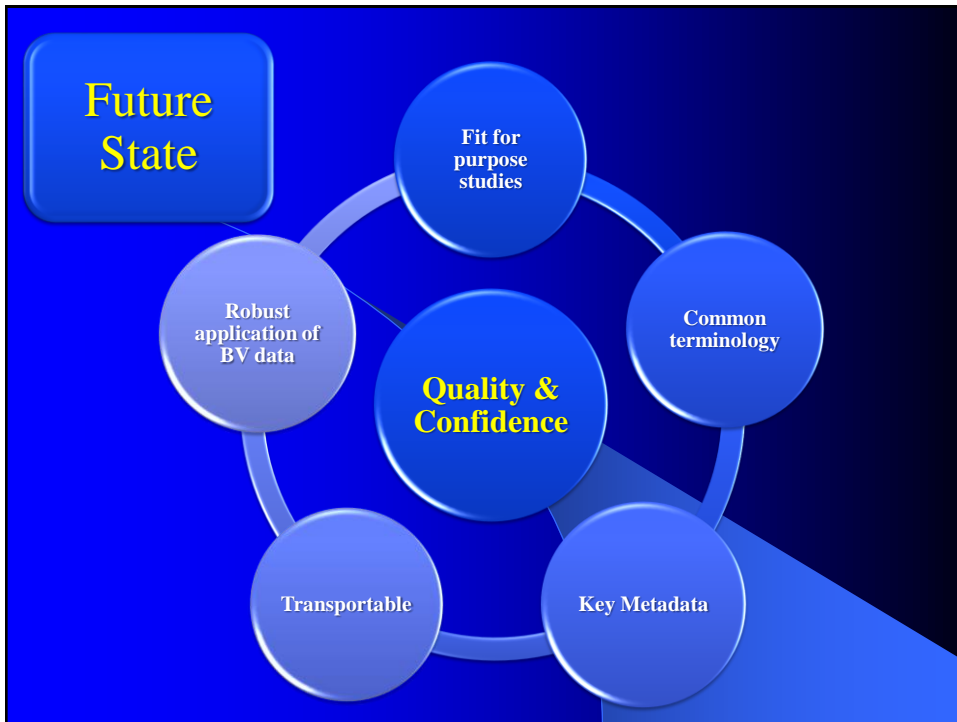 Future
State
Fit for
purpose
studies
Common
terminology
Key Metadata
Transportable
Robust
application of
BV data
Quality &
Confidence